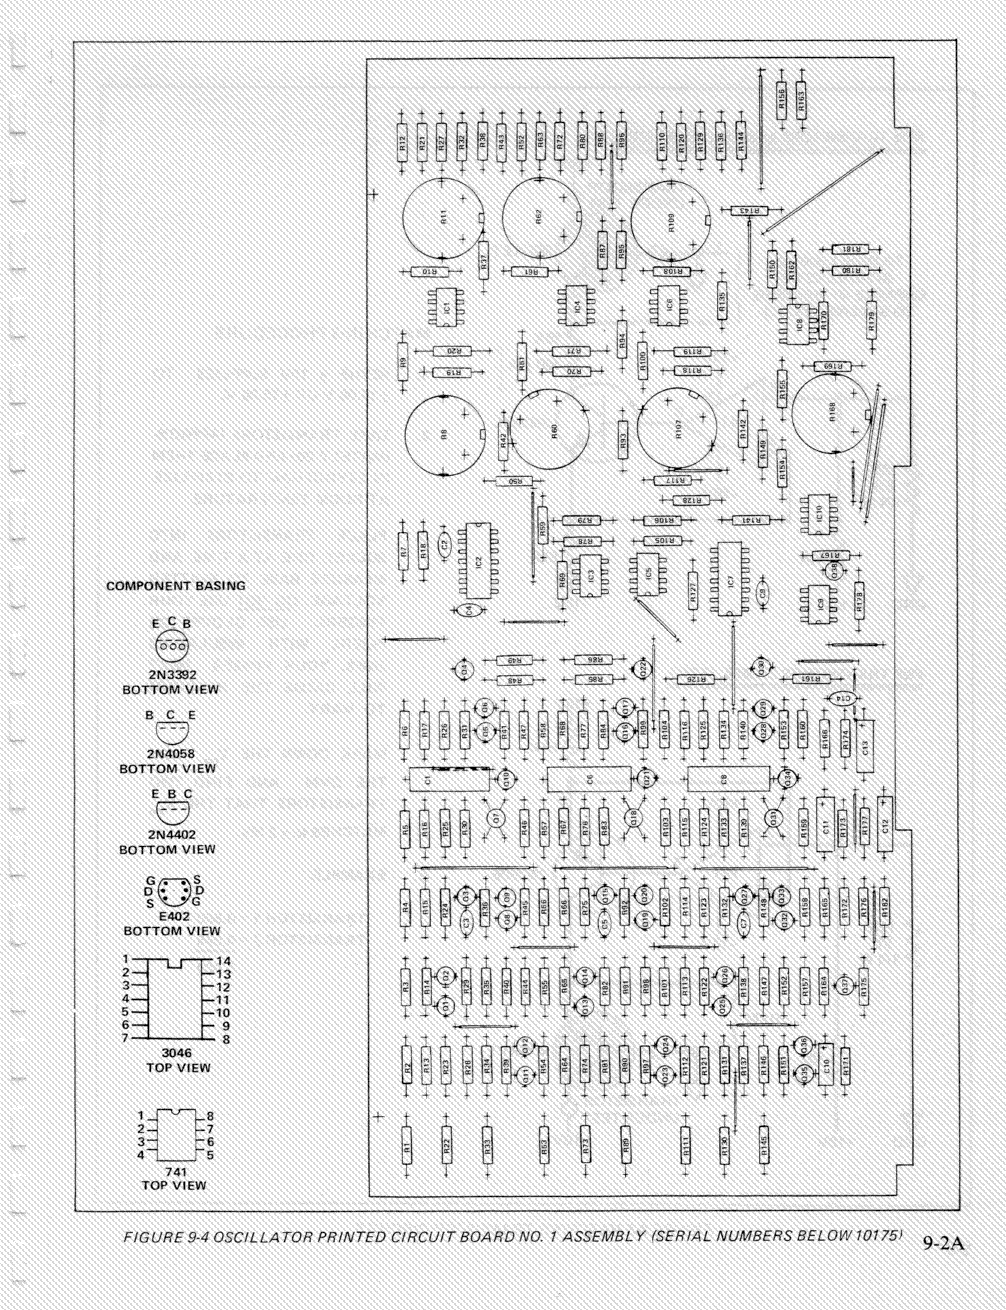 R156 R163
R12 R21 R27 R32 R38 R43 R52 R63 R72 R80 R88 R96 R110 R120 R129 R136 R144
R11 R62 R109 R143
R37 R87 R95 R150 R162 R181
R10 R61 R108 R180
IC1 IC4 IC6 R135 IC8 R170 R179
R9 R20 R51 R71 R94 R100 R119
R19 R70 R118 R155 R169
R8 R42 R60 R93 R107 R142 R149 R168
R154
R50 R117
R128
R59 R79 R106 R141 IC10
R7 R18 C2 IC2 R78 R105
R69 IC3 IC5 R127 IC7 C9 R167 Q38
IC9 R178
C4
COMPONENT BASING
E C B
2N3392
BOTTOM VIEW
B C E
2N4058
BOTTOM VIEW
E B C
2N4402
BOTTOM VIEW
G S
D D
S G
E402
BOTTOM VIEW
1 14
2 13
3 12
4 11
5 10
6 9
7 8
3046
TOP VIEW
1 8
2 7
3 6
4 5
741
TOP VIEW
Q4 R49 R86 Q22 Q30
R48 R85 R126 R161
C14
R6 R17 R26 R31 Q6 Q5 R41 R47 R58 R68 R77 R84 Q17 Q16 R99 R104 R116 R125 R134 R140 Q29 Q28 R153 R160 R166 R174 C13
C1 Q10 C6 Q21 C8 Q34
R5 R16 R25 R30 Q7 R46 R57 R67 R76 R83 Q18 R103 R115 R124 R133 R139 Q31 R159 C11 R173 R177 C12
R4 R15 R24 Q3 C3 R36 Q9 Q8 R45 R56 R66 R75 Q15 C5 R92 Q20 Q19 R102 R114 R123 R132 Q27 C7 R148 Q33 Q32 R158 R165 R172 R176 R182
R3 R14 Q2 Q1 R29 R35 R40 R44 R55 R65 Q14 Q13 R82 R91 R98 R101 R113 R122 Q26 Q25 R138 R147 R152 R157 R164 Q37 R175
R2 R13 R23 R28 R34 R39 Q12 Q11 R54 R64 R74 R81 R90 R97 Q24 Q23 R112 R121 R131 R137 R146 R151 Q36 Q35 C10 R171
R1 R22 R33 R53 R73 R89 R111 R130 R145
FIGURE 9-4 OSCILLATOR PRINTED CIRCUIT BOARD NO. 1 ASSEMBLY (SERIAL NUMBERS BELOW 10175)
9-2A